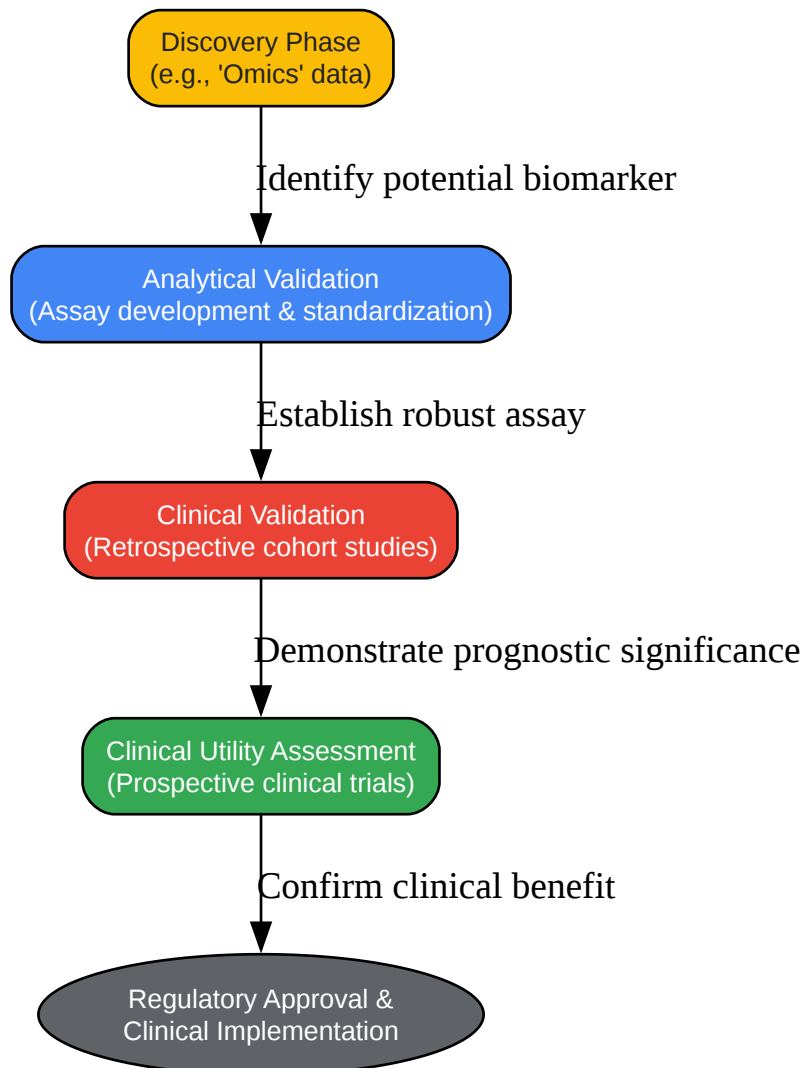 Discovery Phase
(e.g., 'Omics' data)
Identify potential biomarker
Analytical Validation
(Assay development & standardization)
Establish robust assay
Clinical Validation
(Retrospective cohort studies)
Demonstrate prognostic significance
Clinical Utility Assessment
(Prospective clinical trials)
Confirm clinical benefit
Regulatory Approval &
Clinical Implementation